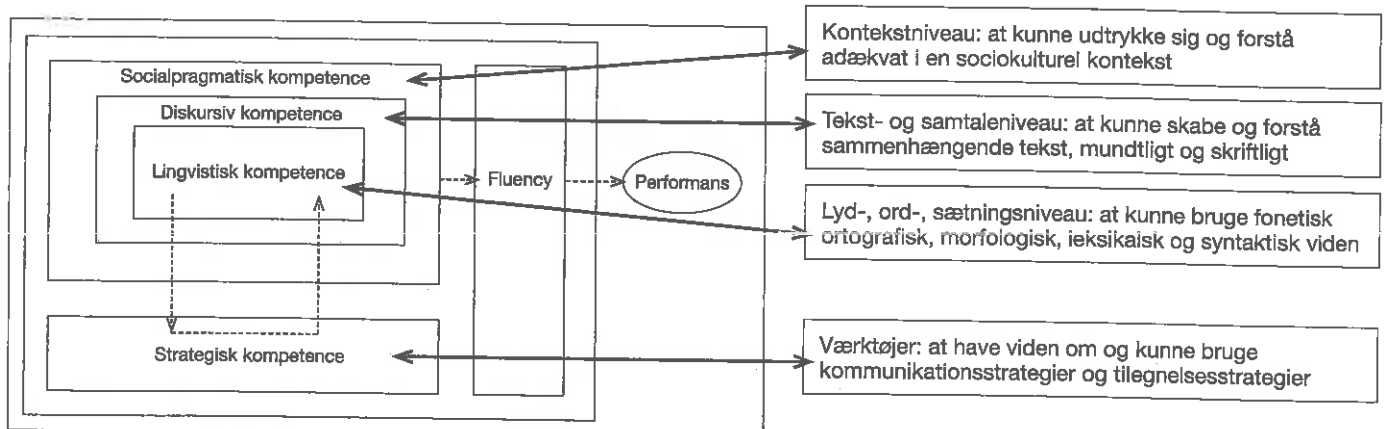 Socialpragmatisk kompetence
Diskursiv kompetence
Lingvistisk kompetence
Fluency
Performans
Strategisk kompetence
Kontekstniveau: at kunne udtrykke sig og forstå
adækvat i en sociokulturel kontekst
Tekst- og samtaleniveau: at kunne skabe og forstå
sammenhængende tekst, mundtligt og skriftligt
Lyd-, ord-, sætningsniveau: at kunne bruge fonetisk
ortografisk, morfologisk, leksikalsk og syntaktisk viden
Værktøjer: at have viden om og kunne bruge
kommunikationsstrategier og tilegnelsesstrategier